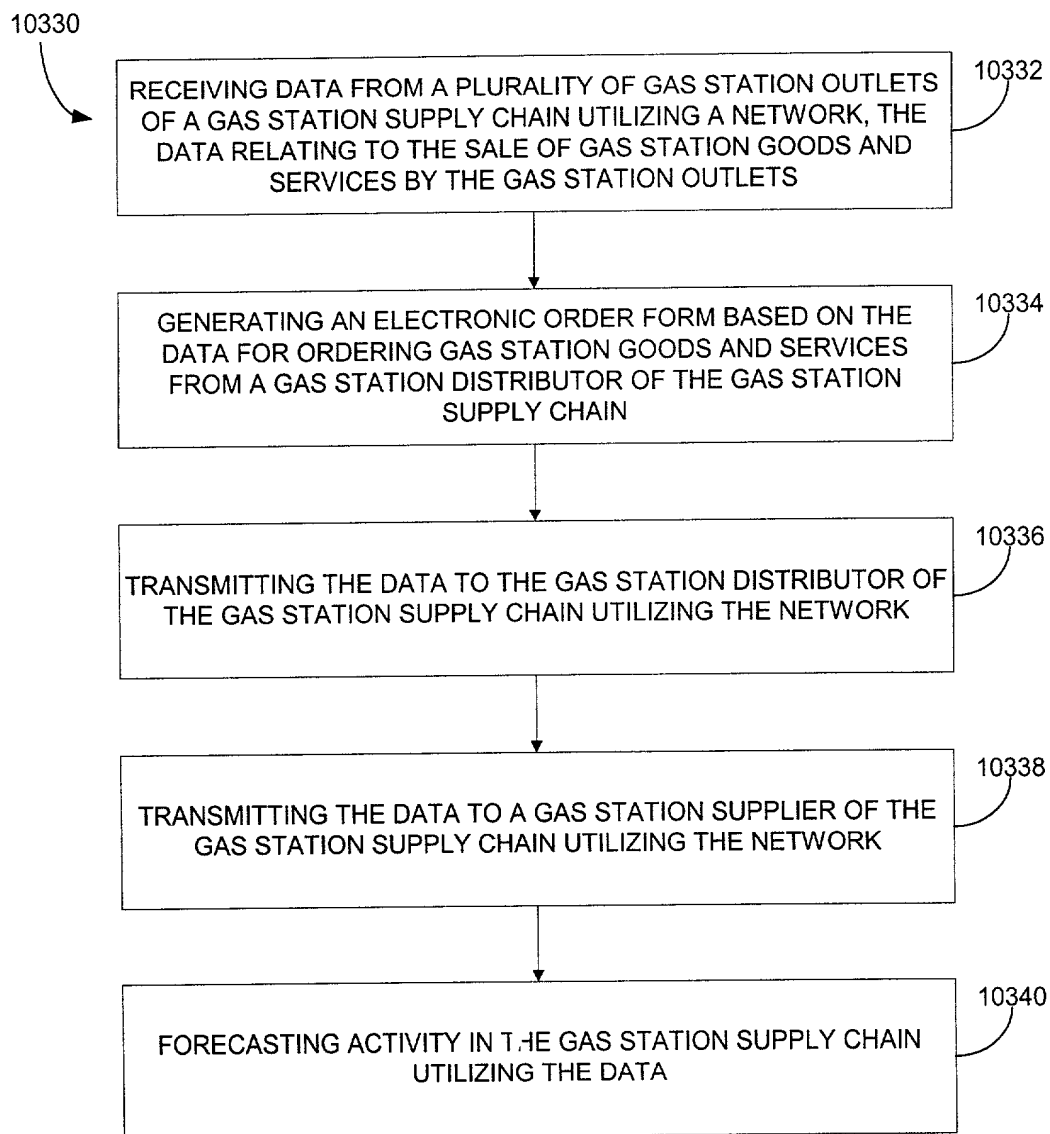 10330
10332
RECEIVING DATA FROM A PLURALITY OF GAS STATION OUTLETS
OF A GAS STATION SUPPLY CHAIN UTILIZING A NETWORK, THE
DATA RELATING TO THE SALE OF GAS STATION GOODS AND
SERVICES BY THE GAS STATION OUTLETS
10334
GENERATING AN ELECTRONIC ORDER FORM BASED ON THE
DATA FOR ORDERING GAS STATION GOODS AND SERVICES
FROM A GAS STATION DISTRIBUTOR OF THE GAS STATION
SUPPLY CHAIN
10336
TRANSMITTING THE DATA TO THE GAS STATION DISTRIBUTOR OF
THE GAS STATION SUPPLY CHAIN UTILIZING THE NETWORK
10338
TRANSMITTING THE DATA TO A GAS STATION SUPPLIER OF THE
GAS STATION SUPPLY CHAIN UTILIZING THE NETWORK
10340
FORECASTING ACTIVITY IN THE GAS STATION SUPPLY CHAIN
UTILIZING THE DATA